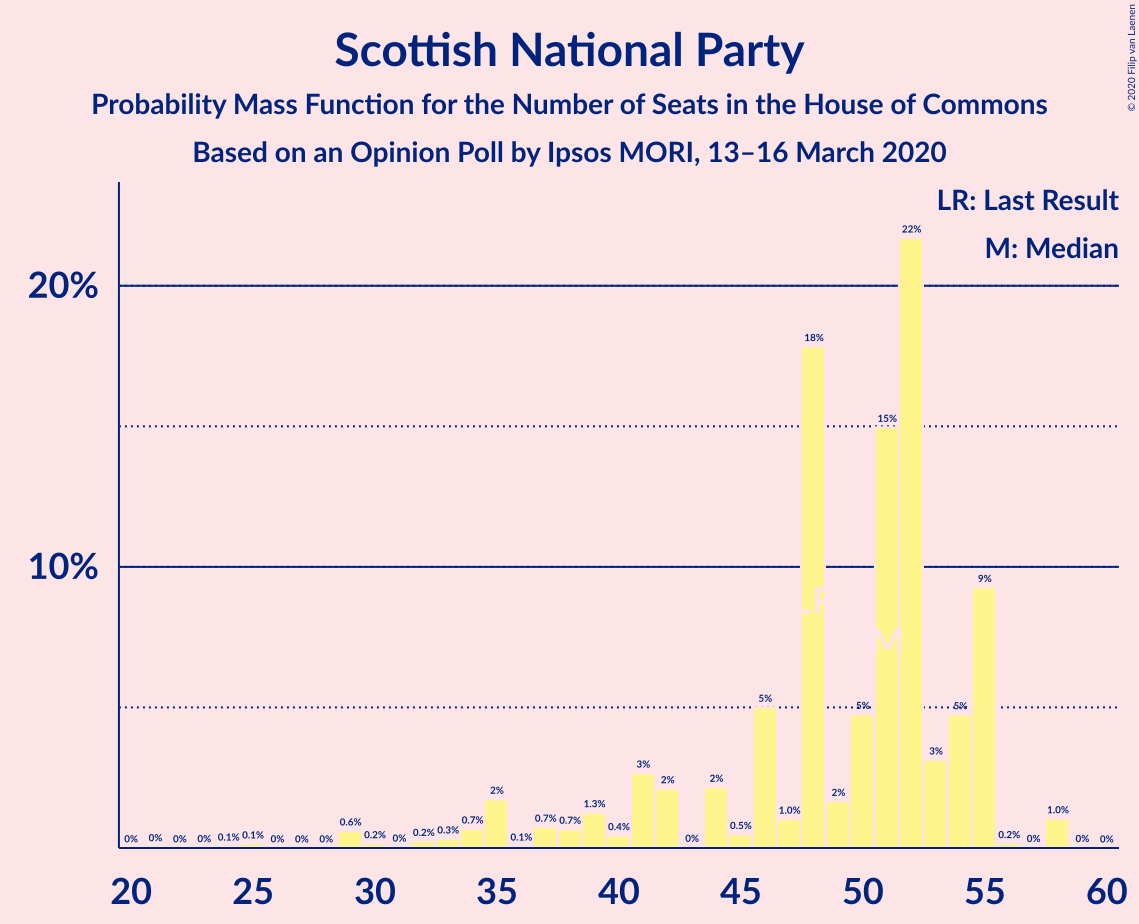 Scottish National Party
Probability Mass Function for the Number of Seats in the House of Commons
Based on an Opinion Poll by Ipsos MORI, 13–16 March 2020
© 2020 Filip van Laenen
LR: Last Result
M: Median
20%
10%
0% 0% 0% 0% 0.1% 0.1% 0% 0% 0% 0.6% 0.2% 0% 0.2% 0.3% 0.7% 2% 0.1% 0.7% 0.7% 1.3% 0.4% 3% 2% 0% 2% 0.5% 5% 1.0% 18% 2% 5% 15% 22% 3% 5% 9% 0.2% 0% 1.0% 0% 0%
LR
M
20 25 30 35 40 45 50 55 60